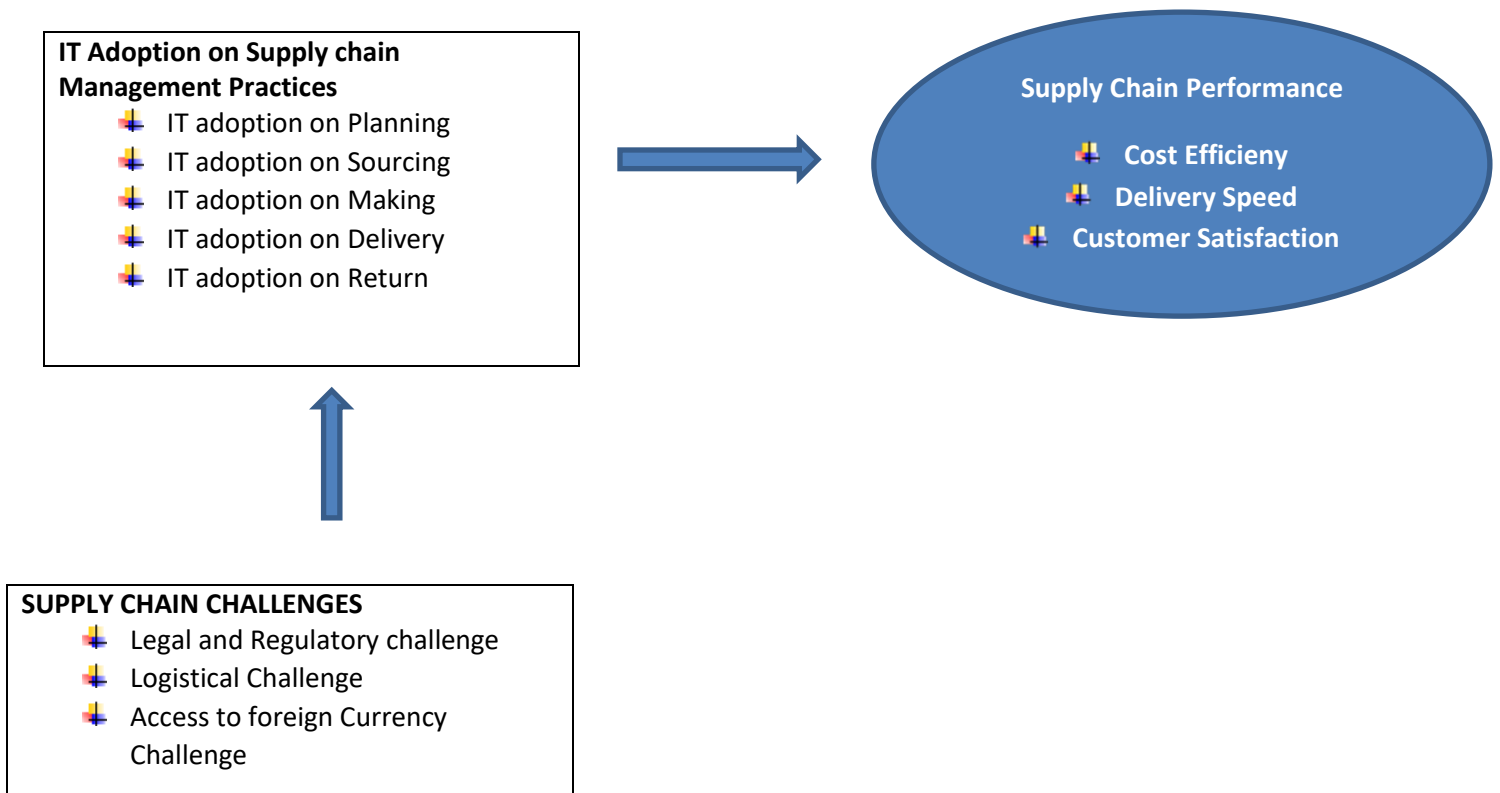 IT Adoption on Supply chain
Management Practices
IT adoption on Planning
IT adoption on Sourcing
IT adoption on Making
IT adoption on Delivery
IT adoption on Return
Supply Chain Performance
Cost Efficieny
Delivery Speed
Customer Satisfaction
SUPPLY CHAIN CHALLENGES
Legal and Regulatory challenge
Logistical Challenge
Access to foreign Currency
Challenge